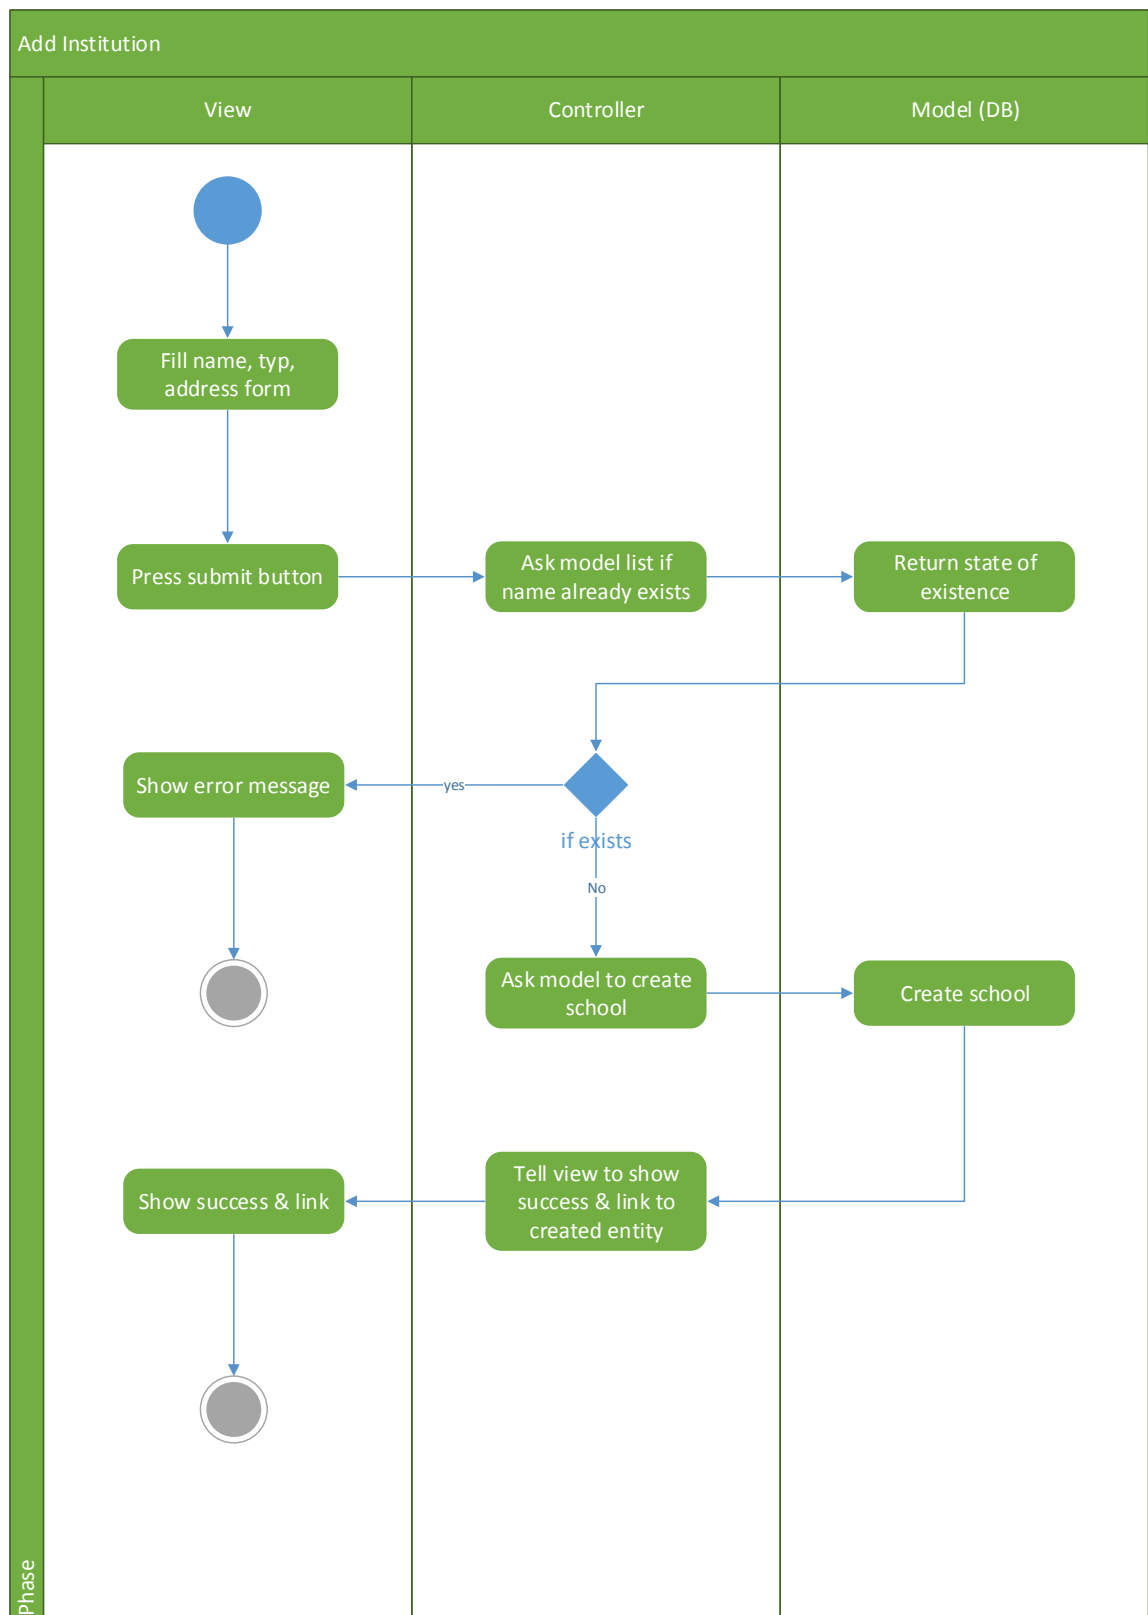 Add Institution
View
Controller
Model (DB)
Fill name, typ,
address form
Press submit button
Ask model list if
name already exists
Return state of
existence
Show error message
yes
if exists
No
Ask model to create
school
Create school
Show success & link
Tell view to show
success & link to
created entity
Phase